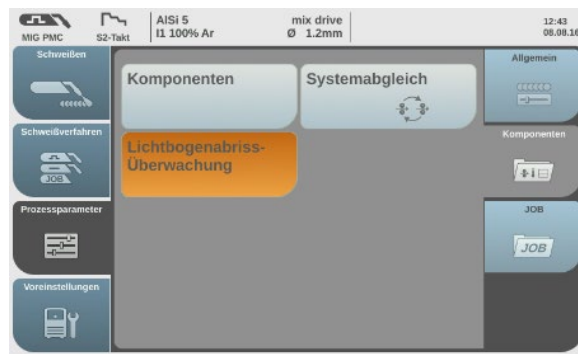 MIG PMC
S2-Takt
AlSi 5
I1 100% Ar
mix drive
Ø 1.2mm
12:43
08.08.16
Schweißen
Schweißverfahren
JOB
Prozessparameter
Voreinstellungen
Komponenten
Systemabgleich
Lichtbogenabriss-
Überwachung
Allgemein
Komponenten
JOB
JOB